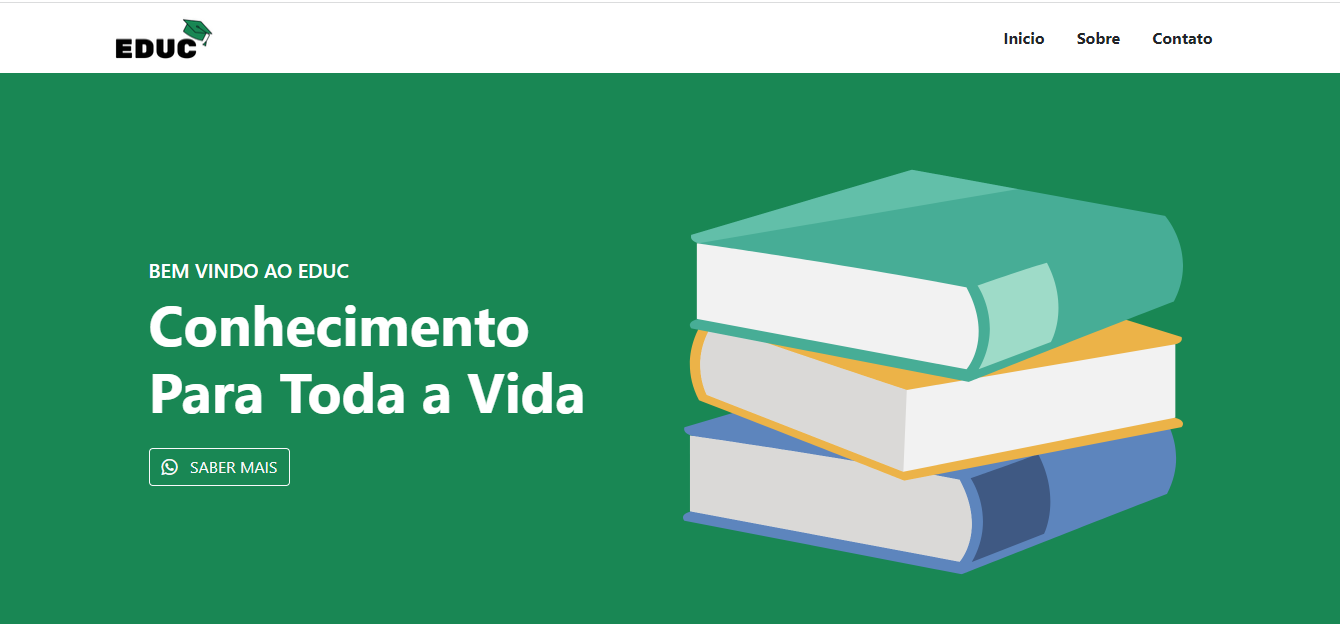 EDUC
Inicio Sobre Contato
BEM VINDO AO EDUC
Conhecimento
Para Toda a Vida
SABER MAIS